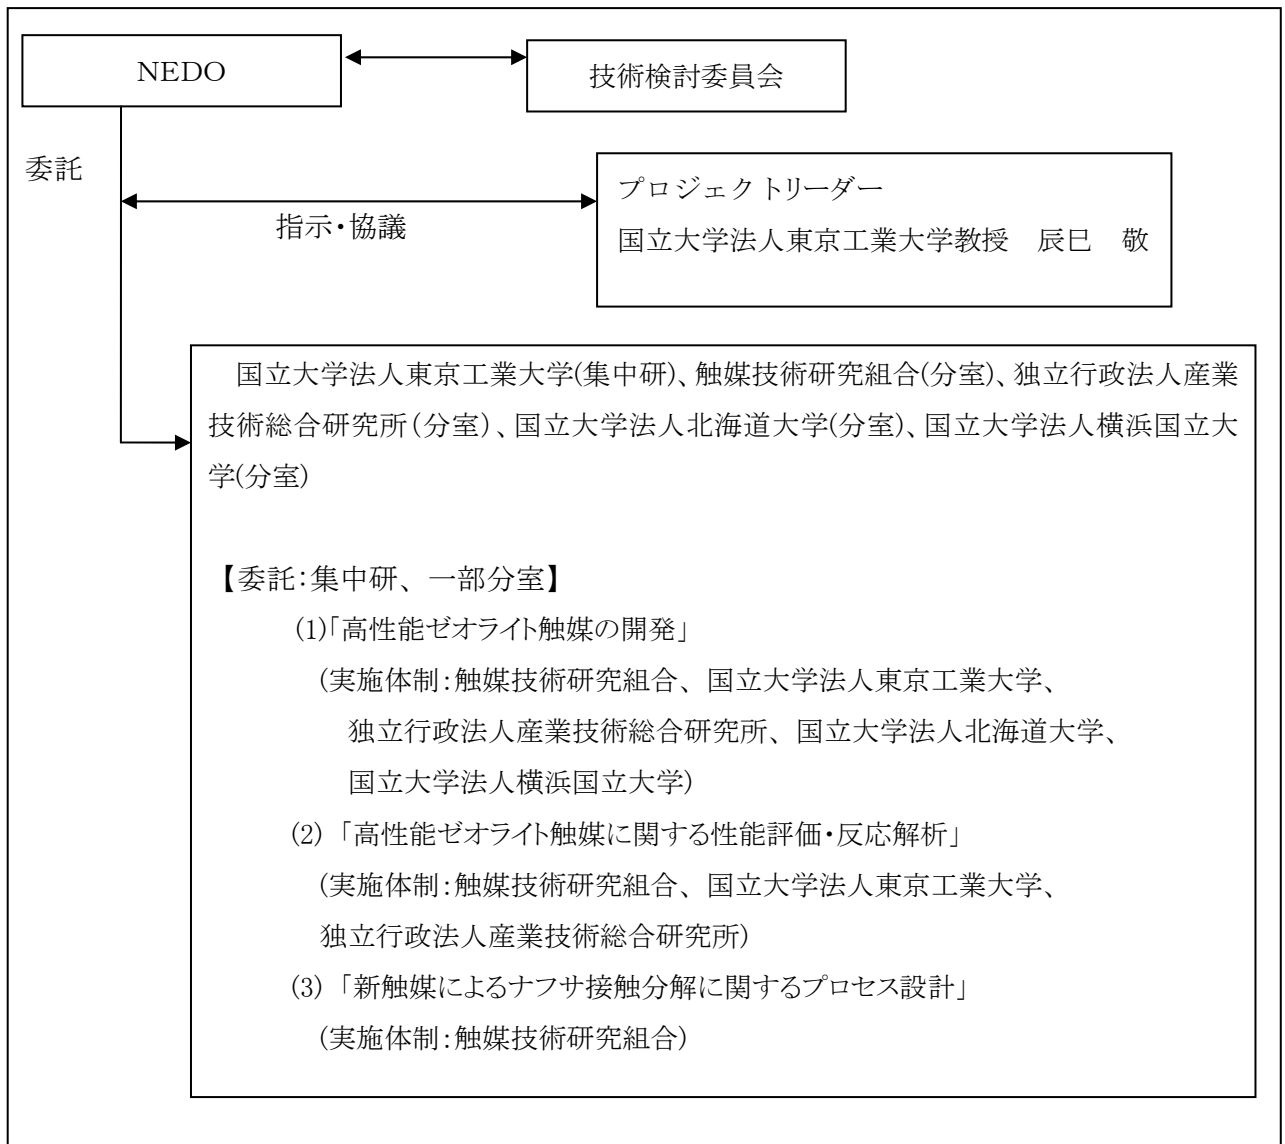 NEDO
技術検討委員会
委託
指示・協議
プロジェクトリーダー
国立大学法人東京工業大学教授　辰巳　敬
国立大学法人東京工業大学(集中研)、触媒技術研究組合(分室)、独立行政法人産業
技術総合研究所(分室)、国立大学法人北海道大学(分室)、国立大学法人横浜国立大
学(分室)
【委託:集中研、一部分室】
(1)「高性能ゼオライト触媒の開発」
(実施体制:触媒技術研究組合、国立大学法人東京工業大学、
独立行政法人産業技術総合研究所、国立大学法人北海道大学、
国立大学法人横浜国立大学)
(2) 「高性能ゼオライト触媒に関する性能評価・反応解析」
(実施体制:触媒技術研究組合、国立大学法人東京工業大学、
独立行政法人産業技術総合研究所)
(3) 「新触媒によるナフサ接触分解に関するプロセス設計」
(実施体制:触媒技術研究組合)